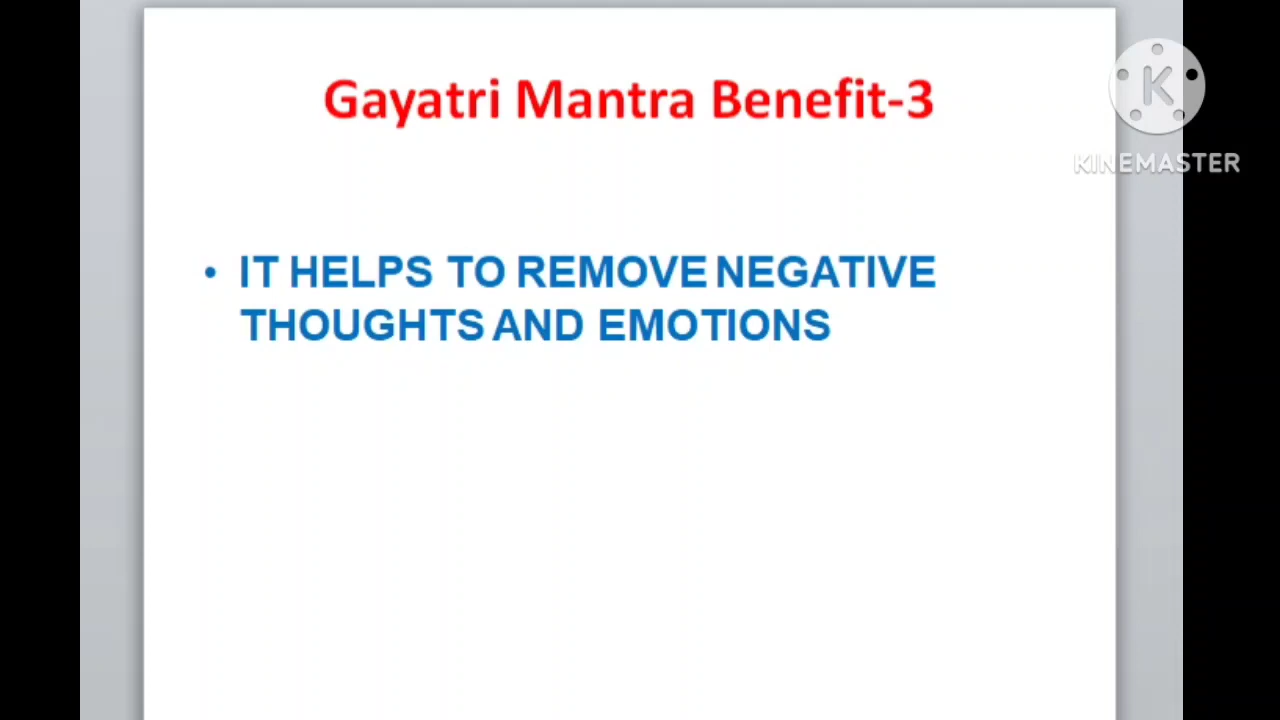 Gayatri Mantra Benefit-3
K
KINEMASTER
• IT HELPS TO REMOVE NEGATIVE
THOUGHTS AND EMOTIONS